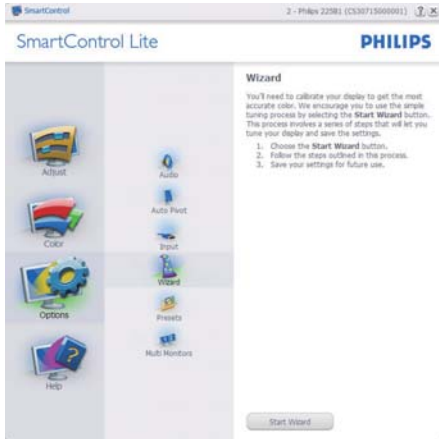 SmartControl
2 - Philips 225B1 (CS30715000001)
SmartControl Lite
PHILIPS
Adjust
Color
Options
Help
Audio
Auto Pivot
Input
Wizard
Presets
Multi Monitors
Wizard
You'll need to calibrate your display to get the most
accurate color. We encourage you to use the simple
tuning process by selecting the Start Wizard button.
This process involves a series of steps that will let you
tune your display and save the settings.
1. Choose the Start Wizard button.
2. Follow the steps outlined in this process.
3. Save your settings for future use.
Start Wizard